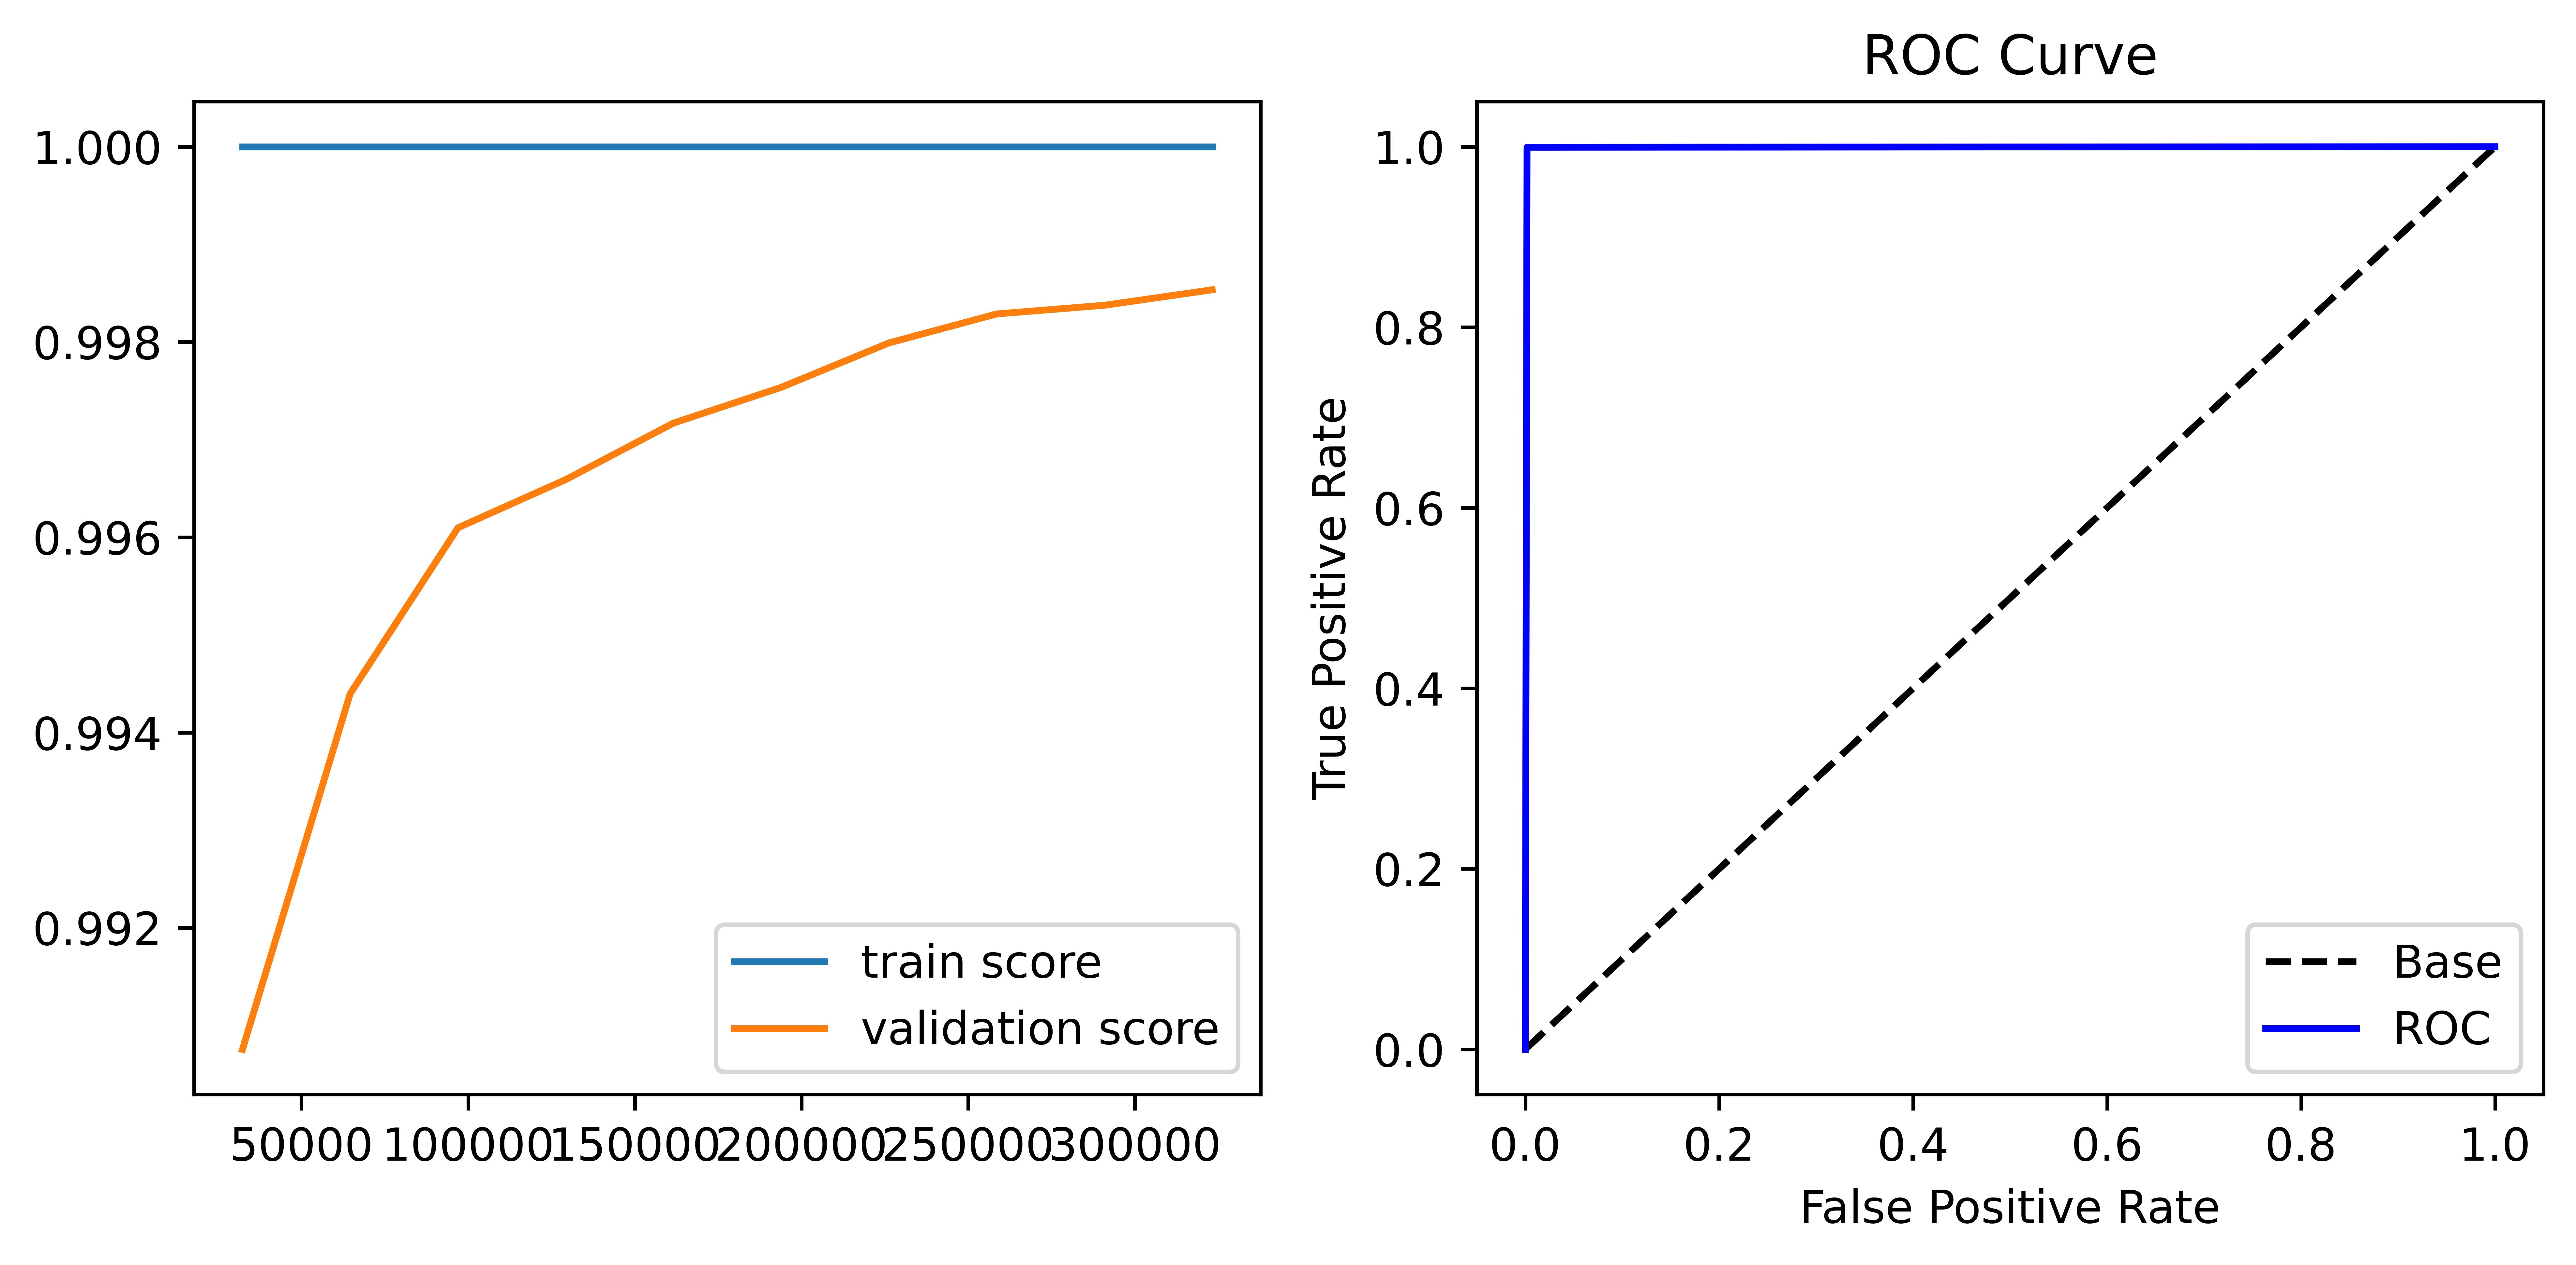 1.000
0.998
0.996
0.994
0.992
50000 100000 150000 200000 250000 300000
train score
validation score
ROC Curve
True Positive Rate
1.0
0.8
0.6
0.4
0.2
0.0
0.0 0.2 0.4 0.6 0.8 1.0
False Positive Rate
Base
ROC